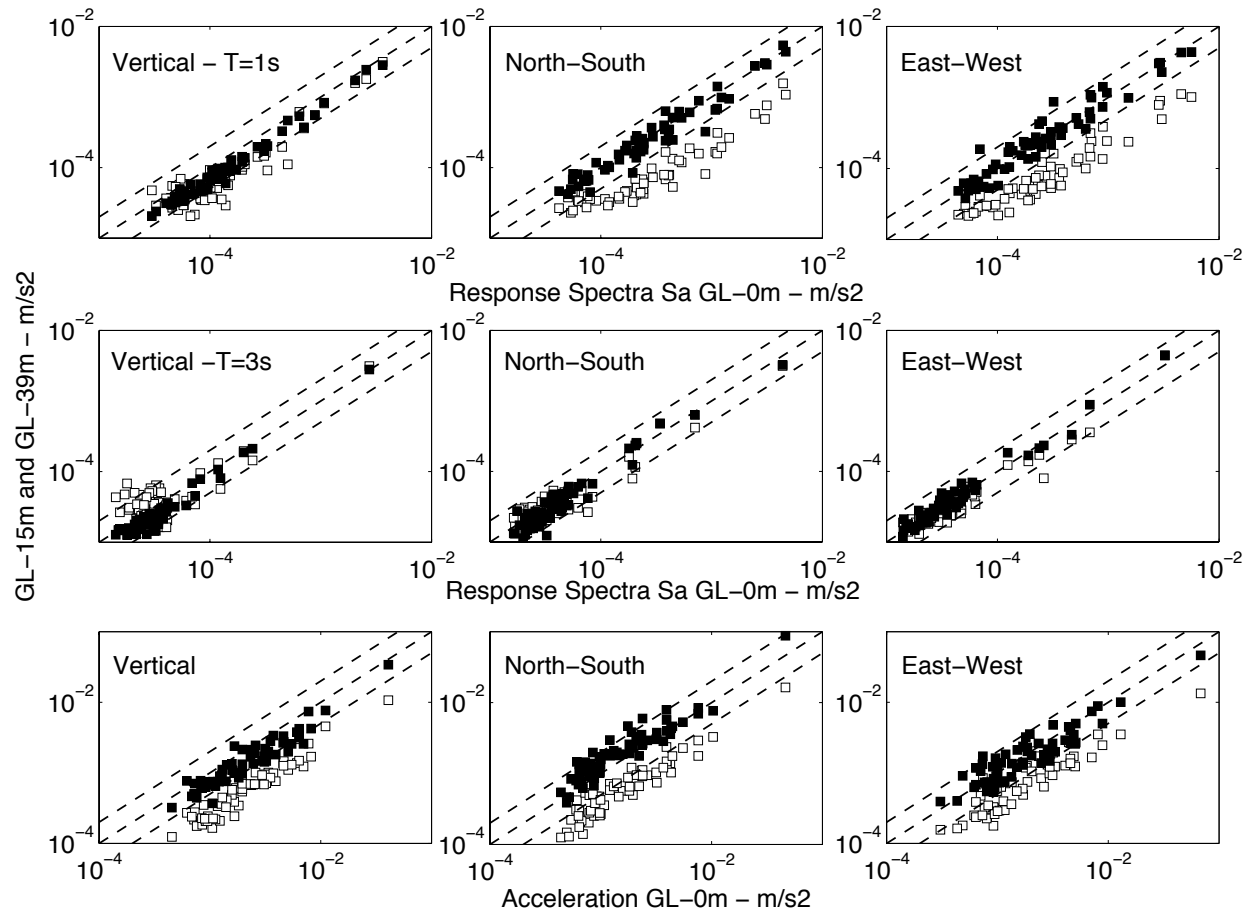 10−2
10−4
Vertical − T=1s
North−South
East−West
10−4
10−2
10−4
10−2
10−4
10−2
Response Spectra Sa GL−0m − m/s2
GL−15m and GL−39m − m/s2
10−2
10−4
Vertical −T=3s
North−South
East−West
10−4
10−2
10−4
10−2
10−4
10−2
Response Spectra Sa GL−0m − m/s2
10−2
10−4
Vertical
North−South
East−West
10−2
10−4
10−2
10−4
10−4
10−2
10−4
10−2
10−4
10−2
Acceleration GL−0m − m/s2
10−2
10−4
10−2
10−4
10−2
10−4
10−2
10−4